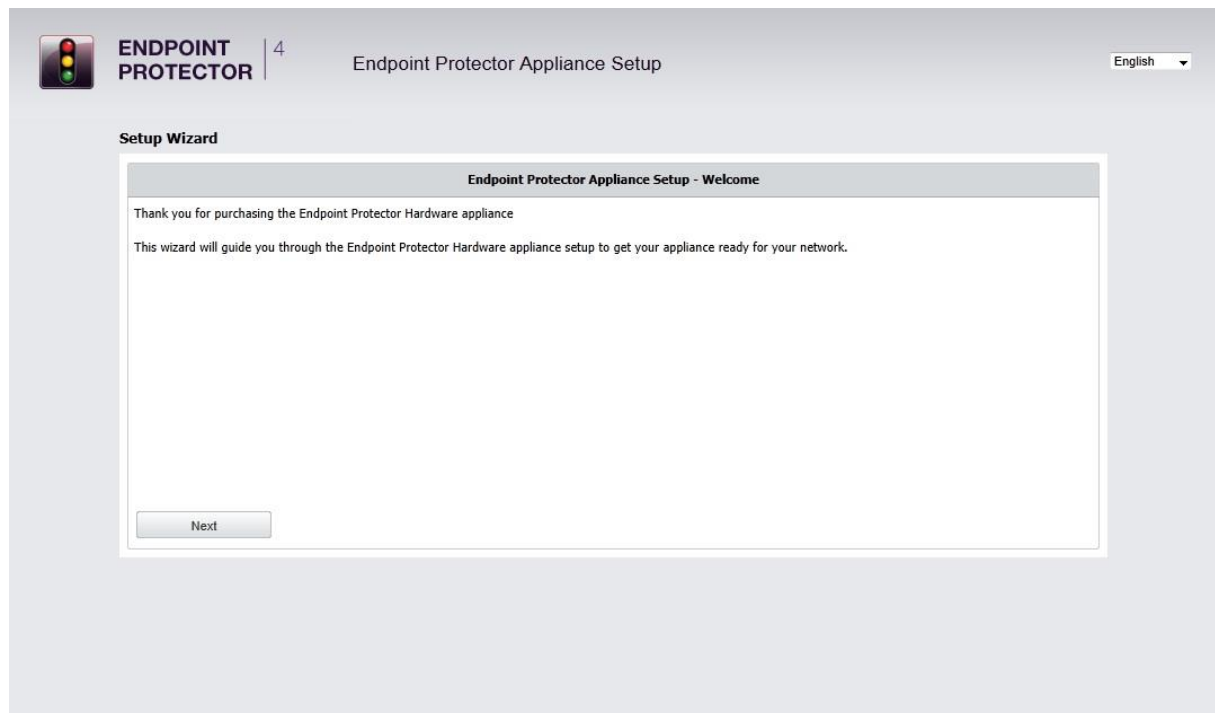 ENDPOINT PROTECTOR 4
Endpoint Protector Appliance Setup
English
Setup Wizard
Endpoint Protector Appliance Setup - Welcome
Thank you for purchasing the Endpoint Protector Hardware appliance
This wizard will guide you through the Endpoint Protector Hardware appliance setup to get your appliance ready for your network.
Next